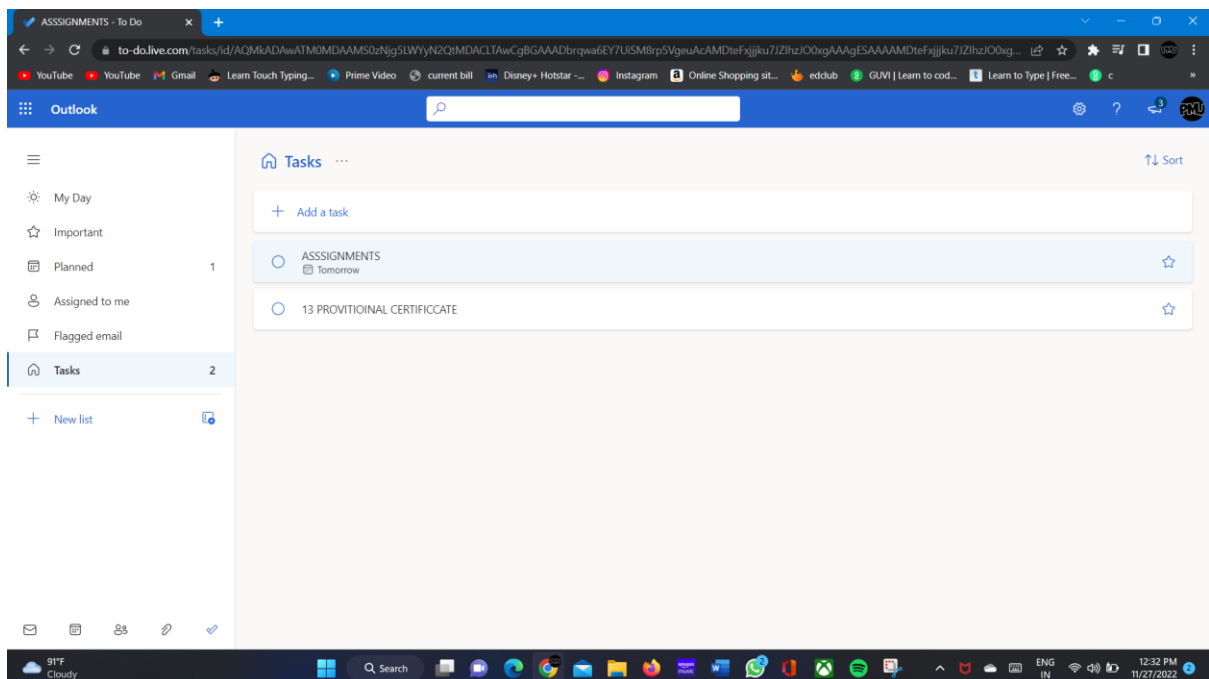 ASSSIGNMENTS - To Do
to-do.live.com/tasks/id/
YouTube YouTube Gmail Learn Touch Typing... Prime Video current bill Disney+ Hotstar -... Instagram Online Shopping sit... edclub GUVI | Learn to cod... Learn to Type | Free... c »
Outlook
3
PMU
Tasks ...
Sort
My Day
Add a task
Important
ASSSIGNMENTS
Planned 1
Tomorrow
Assigned to me
13 PROVITIOINAL CERTIFICCATE
Flagged email
Tasks 2
New list
91°F
Cloudy
Search
ENG
IN
12:32 PM
11/27/2022
2